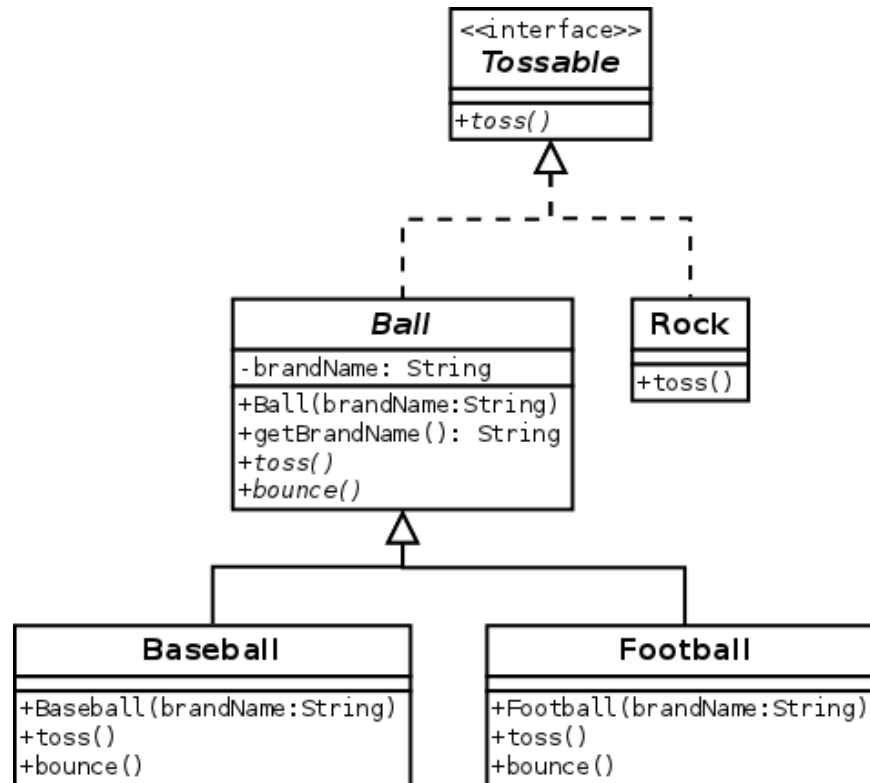 <<interface>>
Tossable
+toss()
Ball
-brandName: String
+Ball(brandName:String)
+getBrandName(): String
+toss()
+bounce()
Rock
+toss()
Baseball
+Baseball(brandName:String)
+toss()
+bounce()
Football
+Football(brandName:String)
+toss()
+bounce()